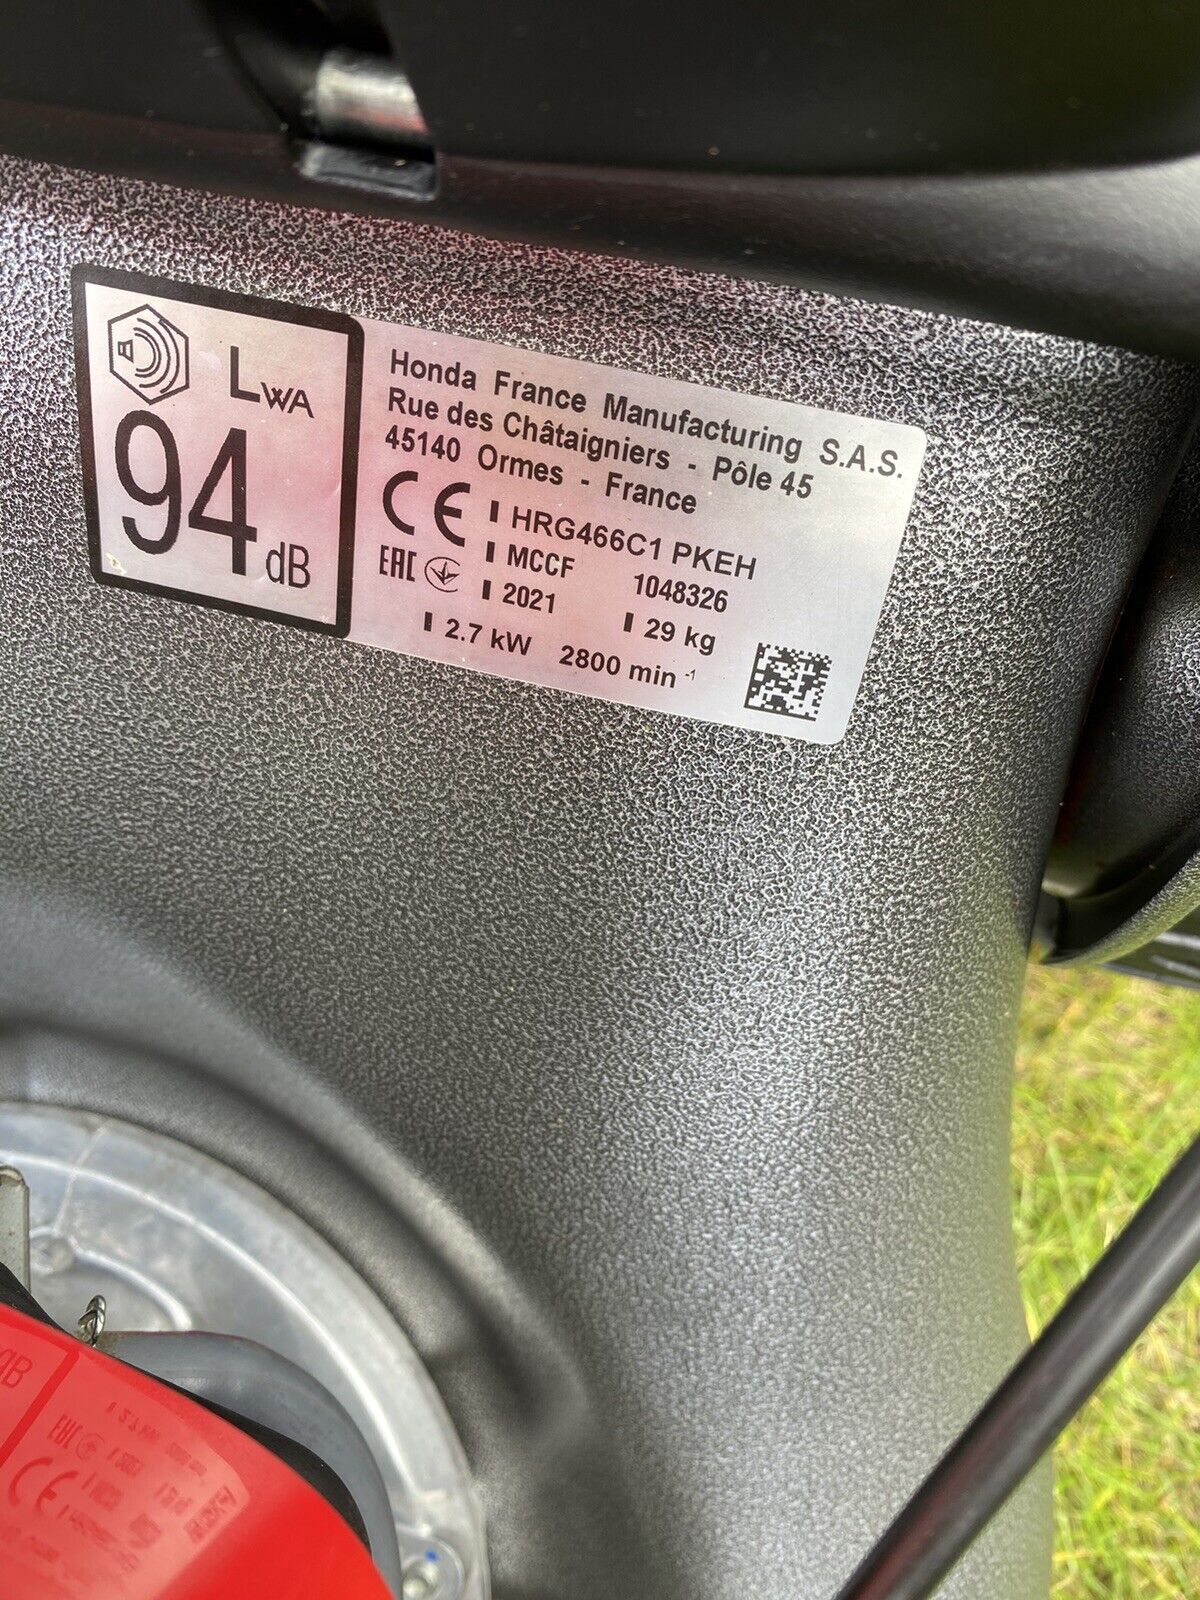 LWA
94 dB
Honda France Manufacturing S.A.S.
Rue des Châtaigniers - Pôle 45
45140 Ormes - France
CE HRG466C1 PKEH
EAC MCCF 1048326
2021 29 kg
2.7 kW 2800 min -1